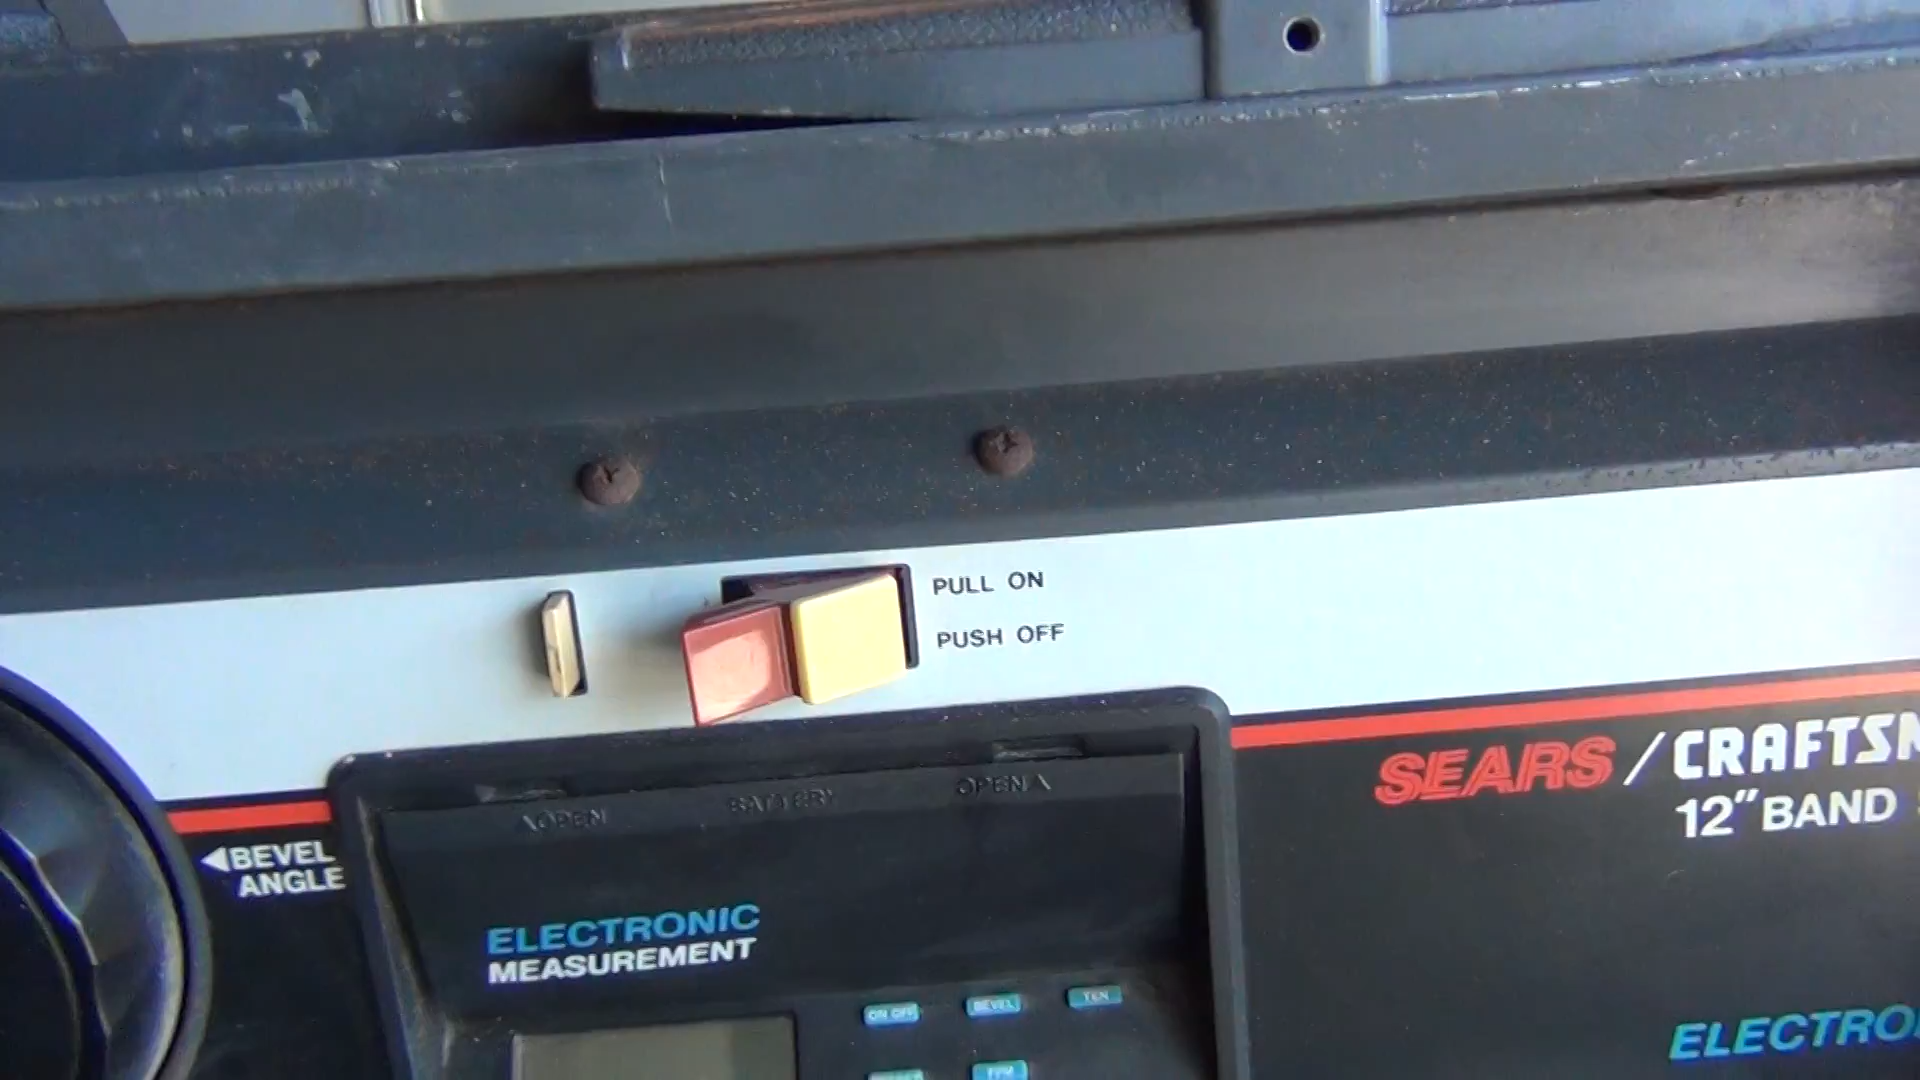 PULL ON
PUSH OFF
SEARS/CRAFTSM
12" BAND
OPEN
BATTERY
OPEN
◀BEVEL
ANGLE
ELECTRONIC
MEASUREMENT
ON OFF
BEVEL
TEN
ELECTRO